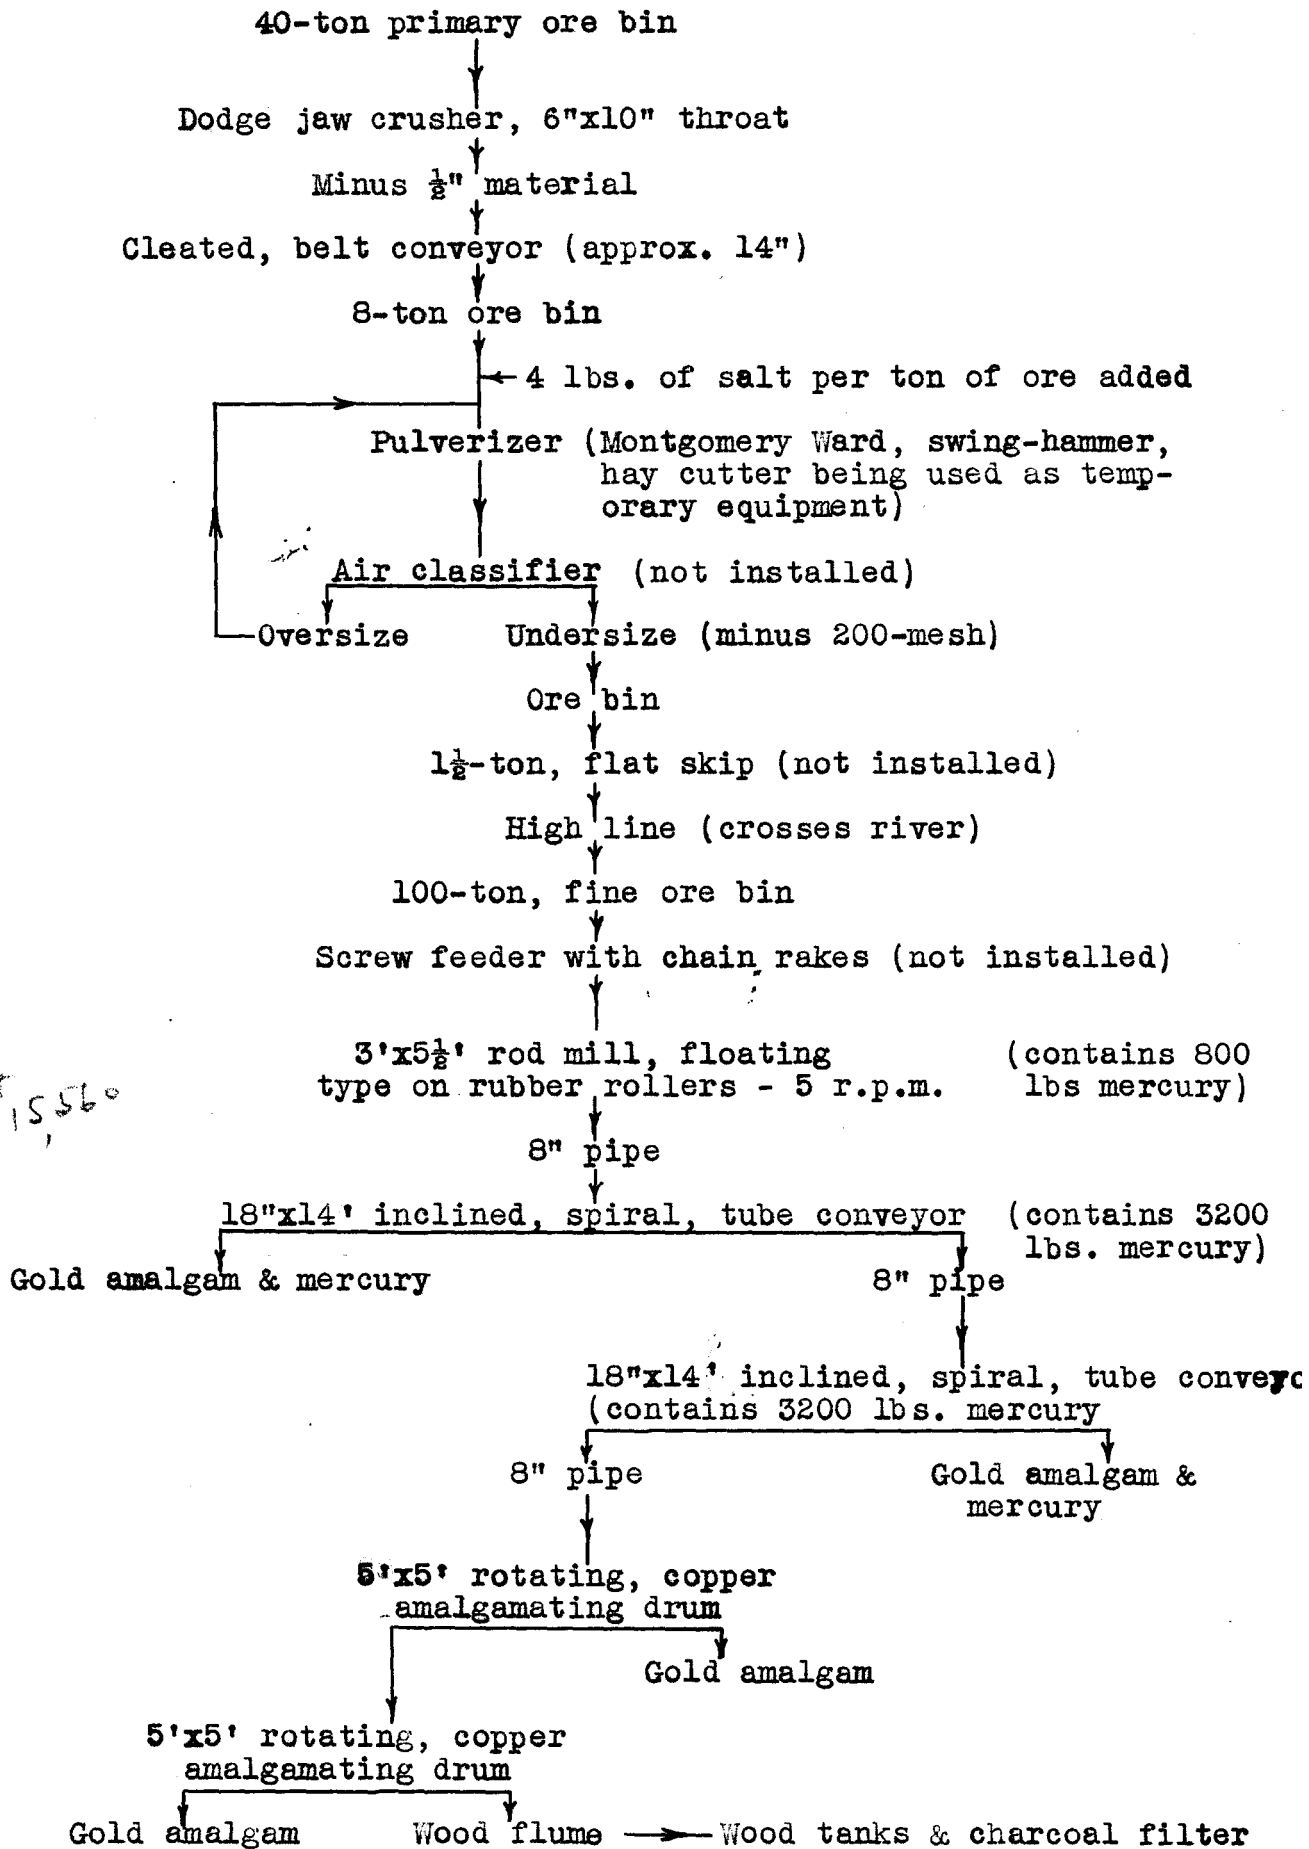 40-ton primary ore bin
Dodge jaw crusher, 6"x10" throat
Minus ½" material
Cleated, belt conveyor (approx. 14")
8-ton ore bin
4 lbs. of salt per ton of ore added
Pulverizer (Montgomery Ward, swing-hammer,
hay cutter being used as temp-
orary equipment)
Air classifier (not installed)
Oversize Undersize (minus 200-mesh)
Ore bin
1½-ton, flat skip (not installed)
High line (crosses river)
100-ton, fine ore bin
Screw feeder with chain rakes (not installed)
3'x5½' rod mill, floating (contains 800
type on rubber rollers - 5 r.p.m. lbs mercury)
15,560
8" pipe
18"x14' inclined, spiral, tube conveyor (contains 3200
lbs. mercury)
Gold amalgam & mercury 8" pipe
18"x14' inclined, spiral, tube conveyo
(contains 3200 lbs. mercury
8" pipe Gold amalgam &
mercury
5'x5' rotating, copper
amalgamating drum
Gold amalgam
5'x5' rotating, copper
amalgamating drum
Gold amalgam Wood flume Wood tanks & charcoal filter